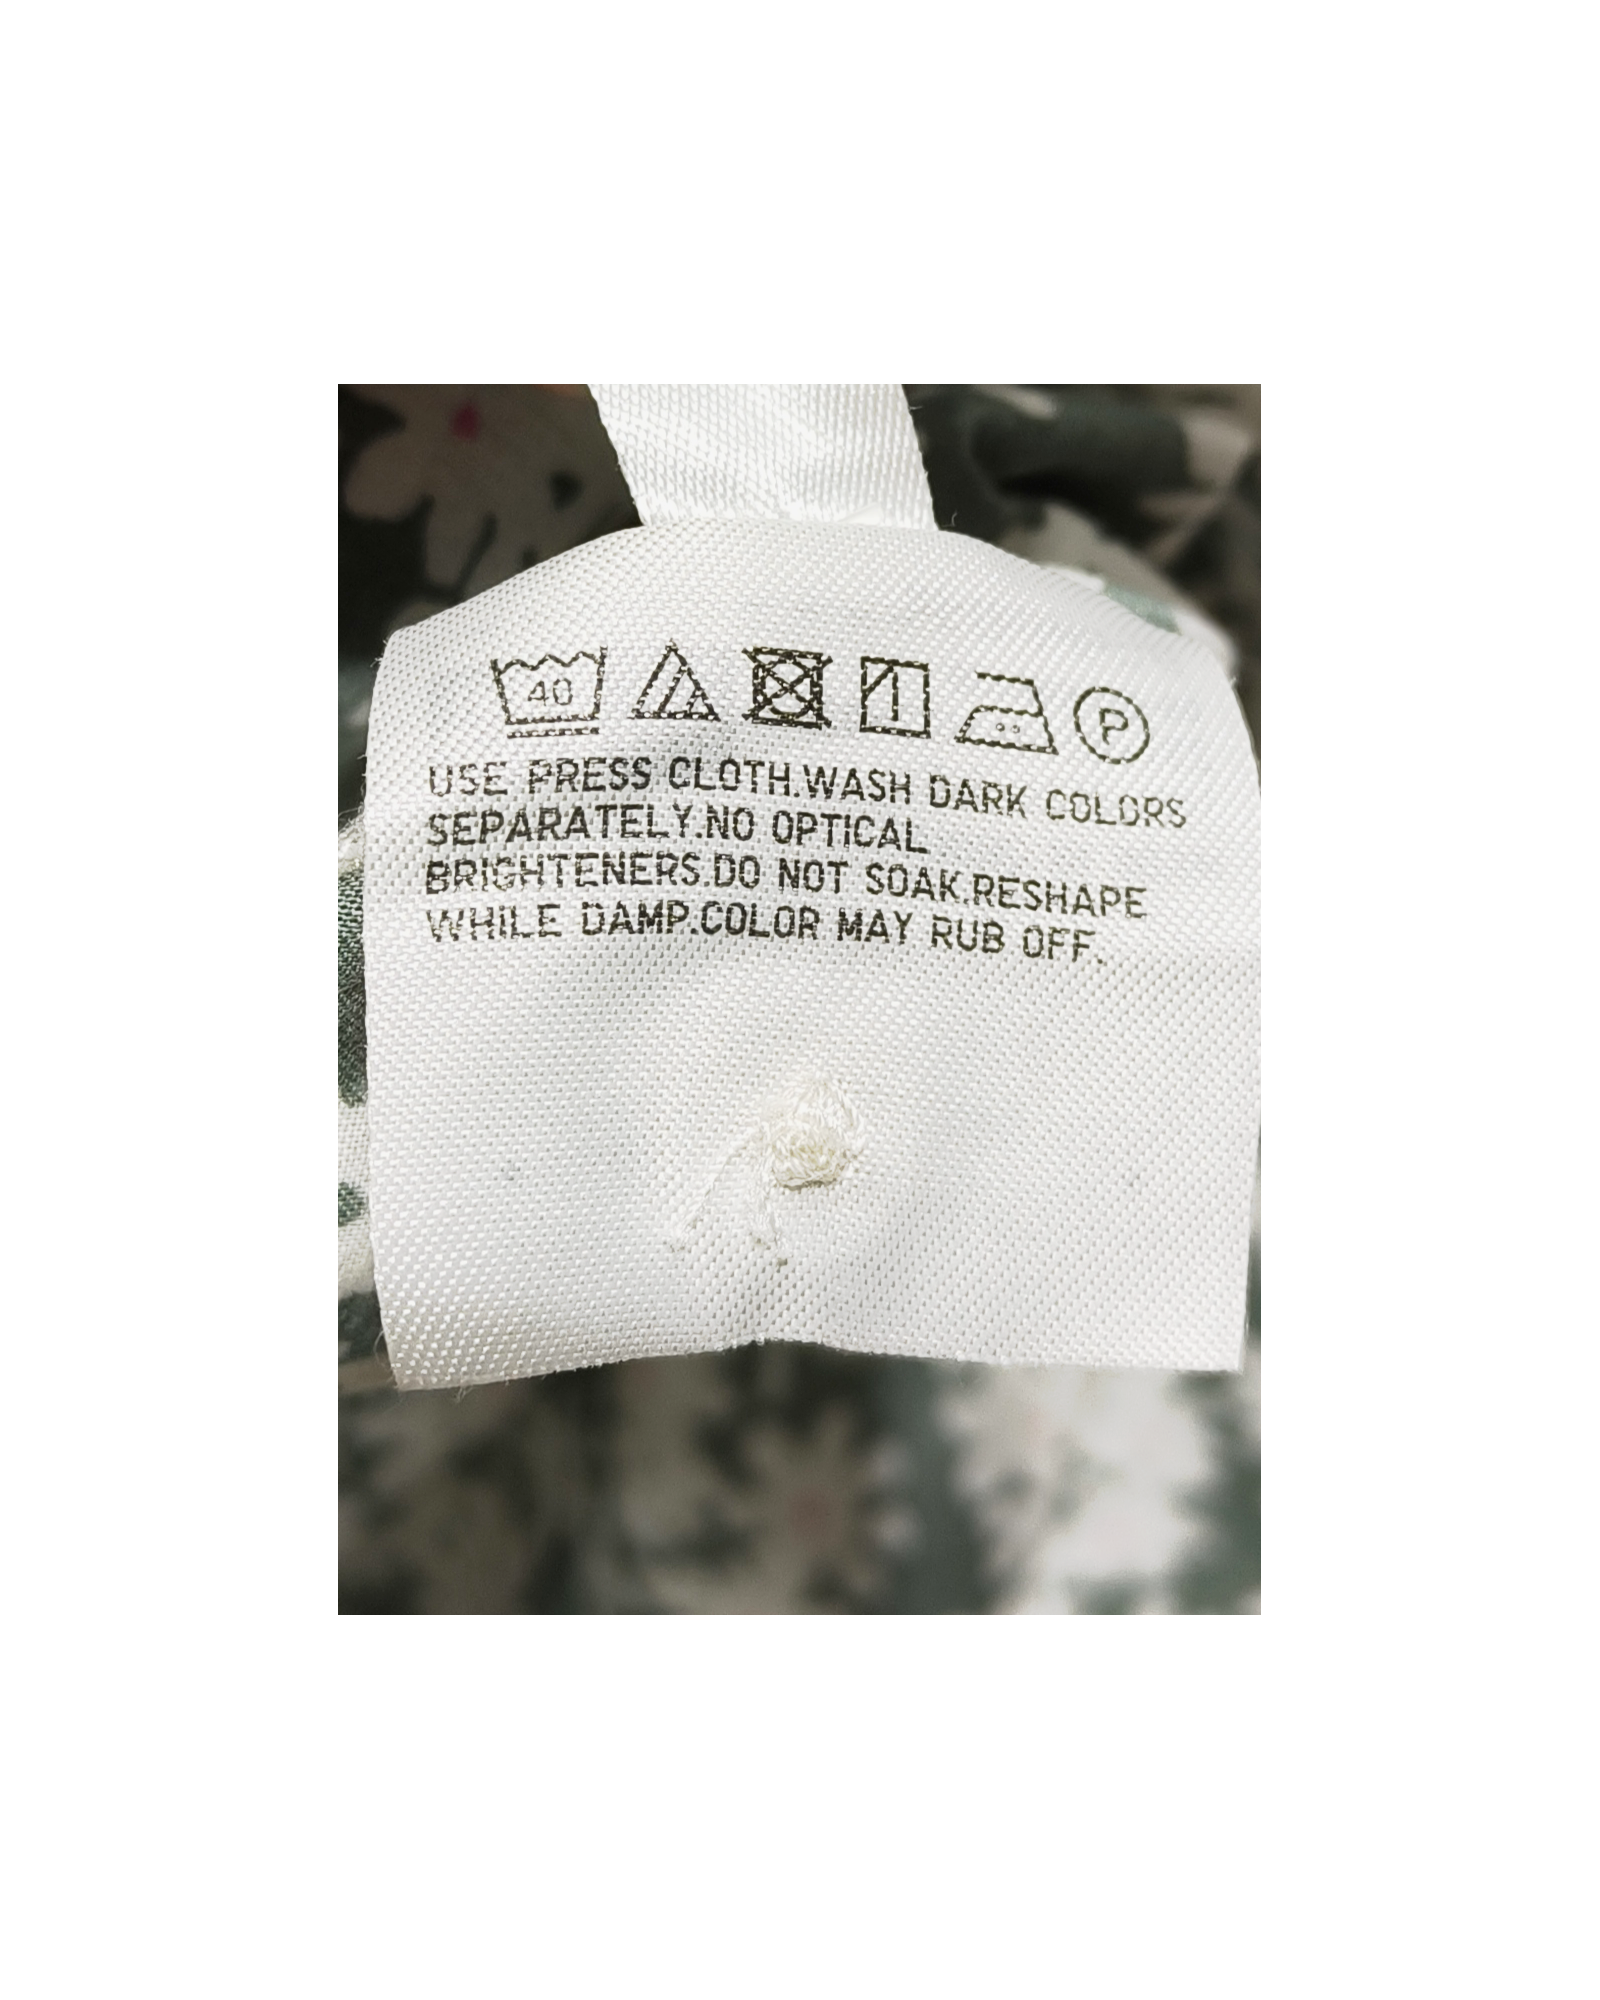 40
P
USE PRESS CLOTH.WASH DARK COLORS
SEPARATELY.NO OPTICAL
BRIGHTENERS.DO NOT SOAK.RESHAPE
WHILE DAMP.COLOR MAY RUB OFF.